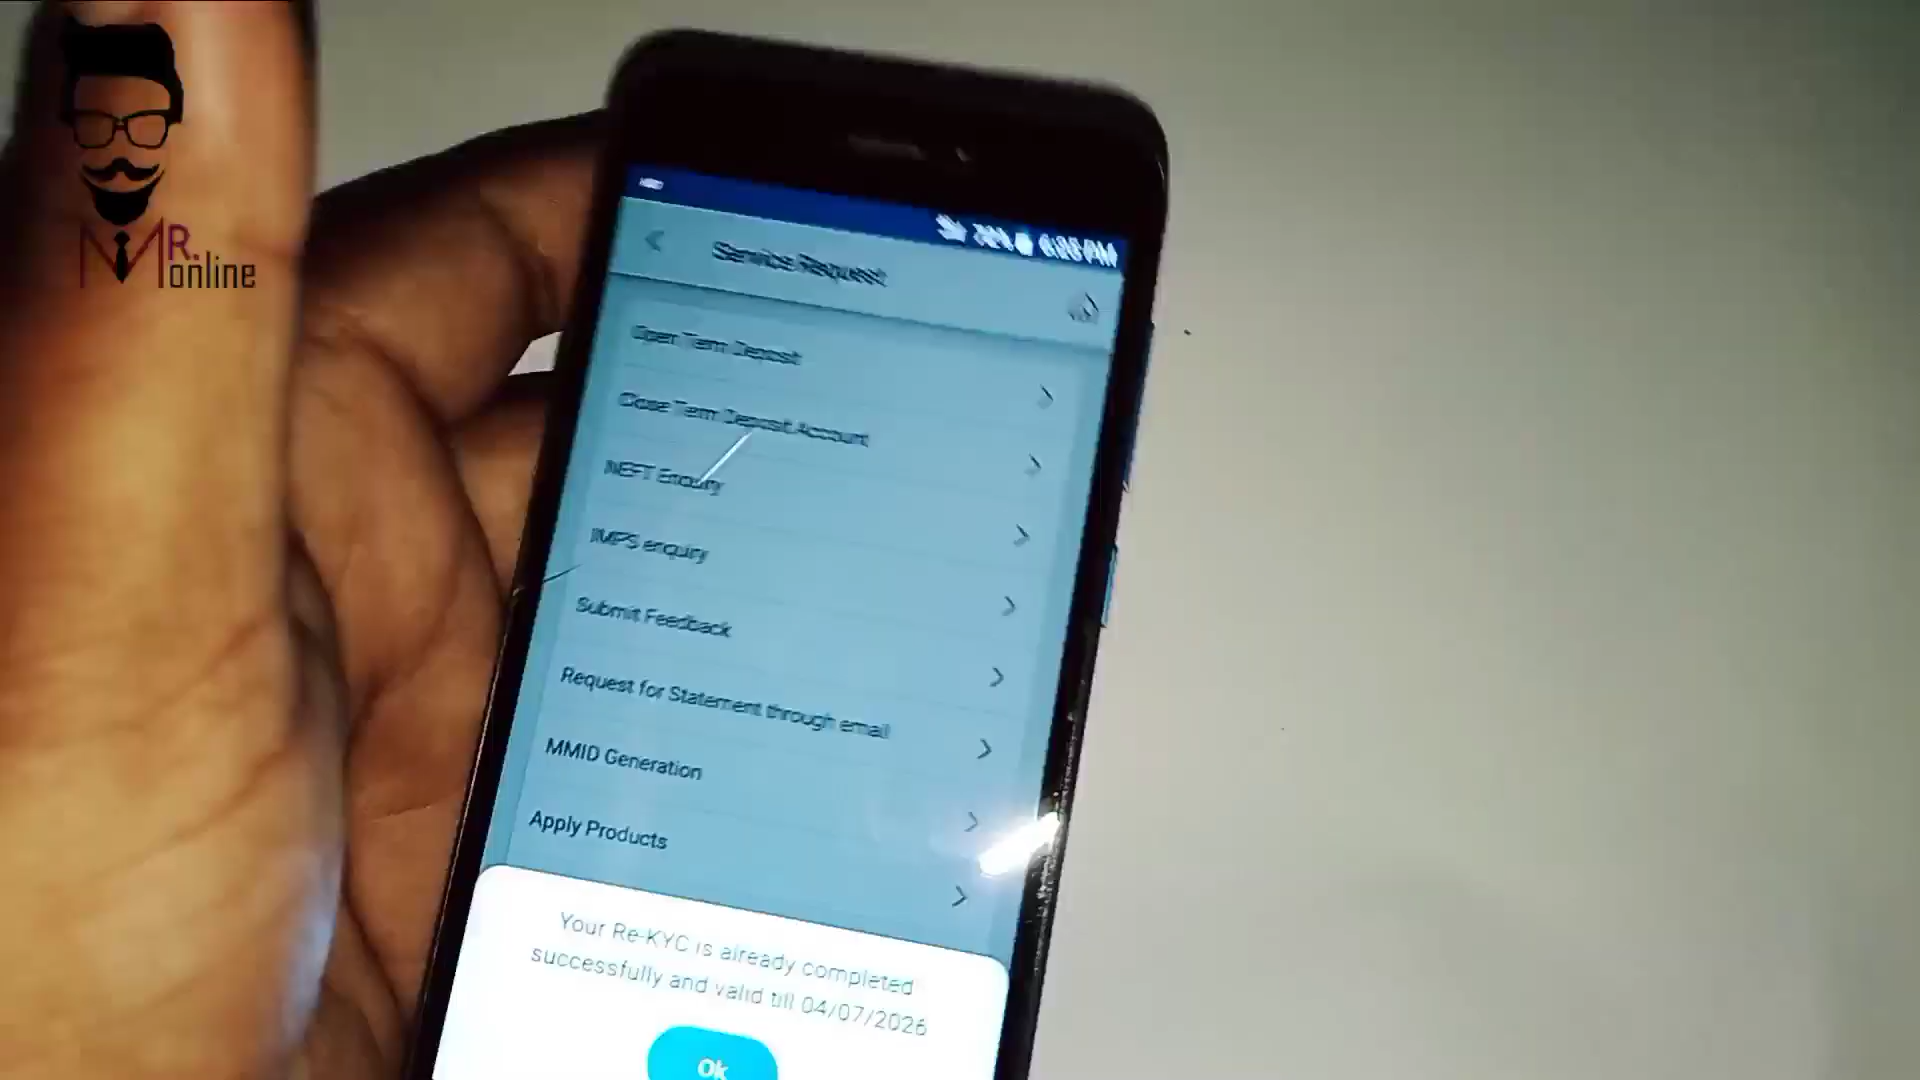 MR.
online
Service Request
Open Term Deposit
Close Term Deposit Account
NEFT Enquiry
IMPS enquiry
Submit Feedback
Request for Statement through email
MMID Generation
Apply Products
Your Re-KYC is already completed
successfully and valid till 04/07/2026
Ok